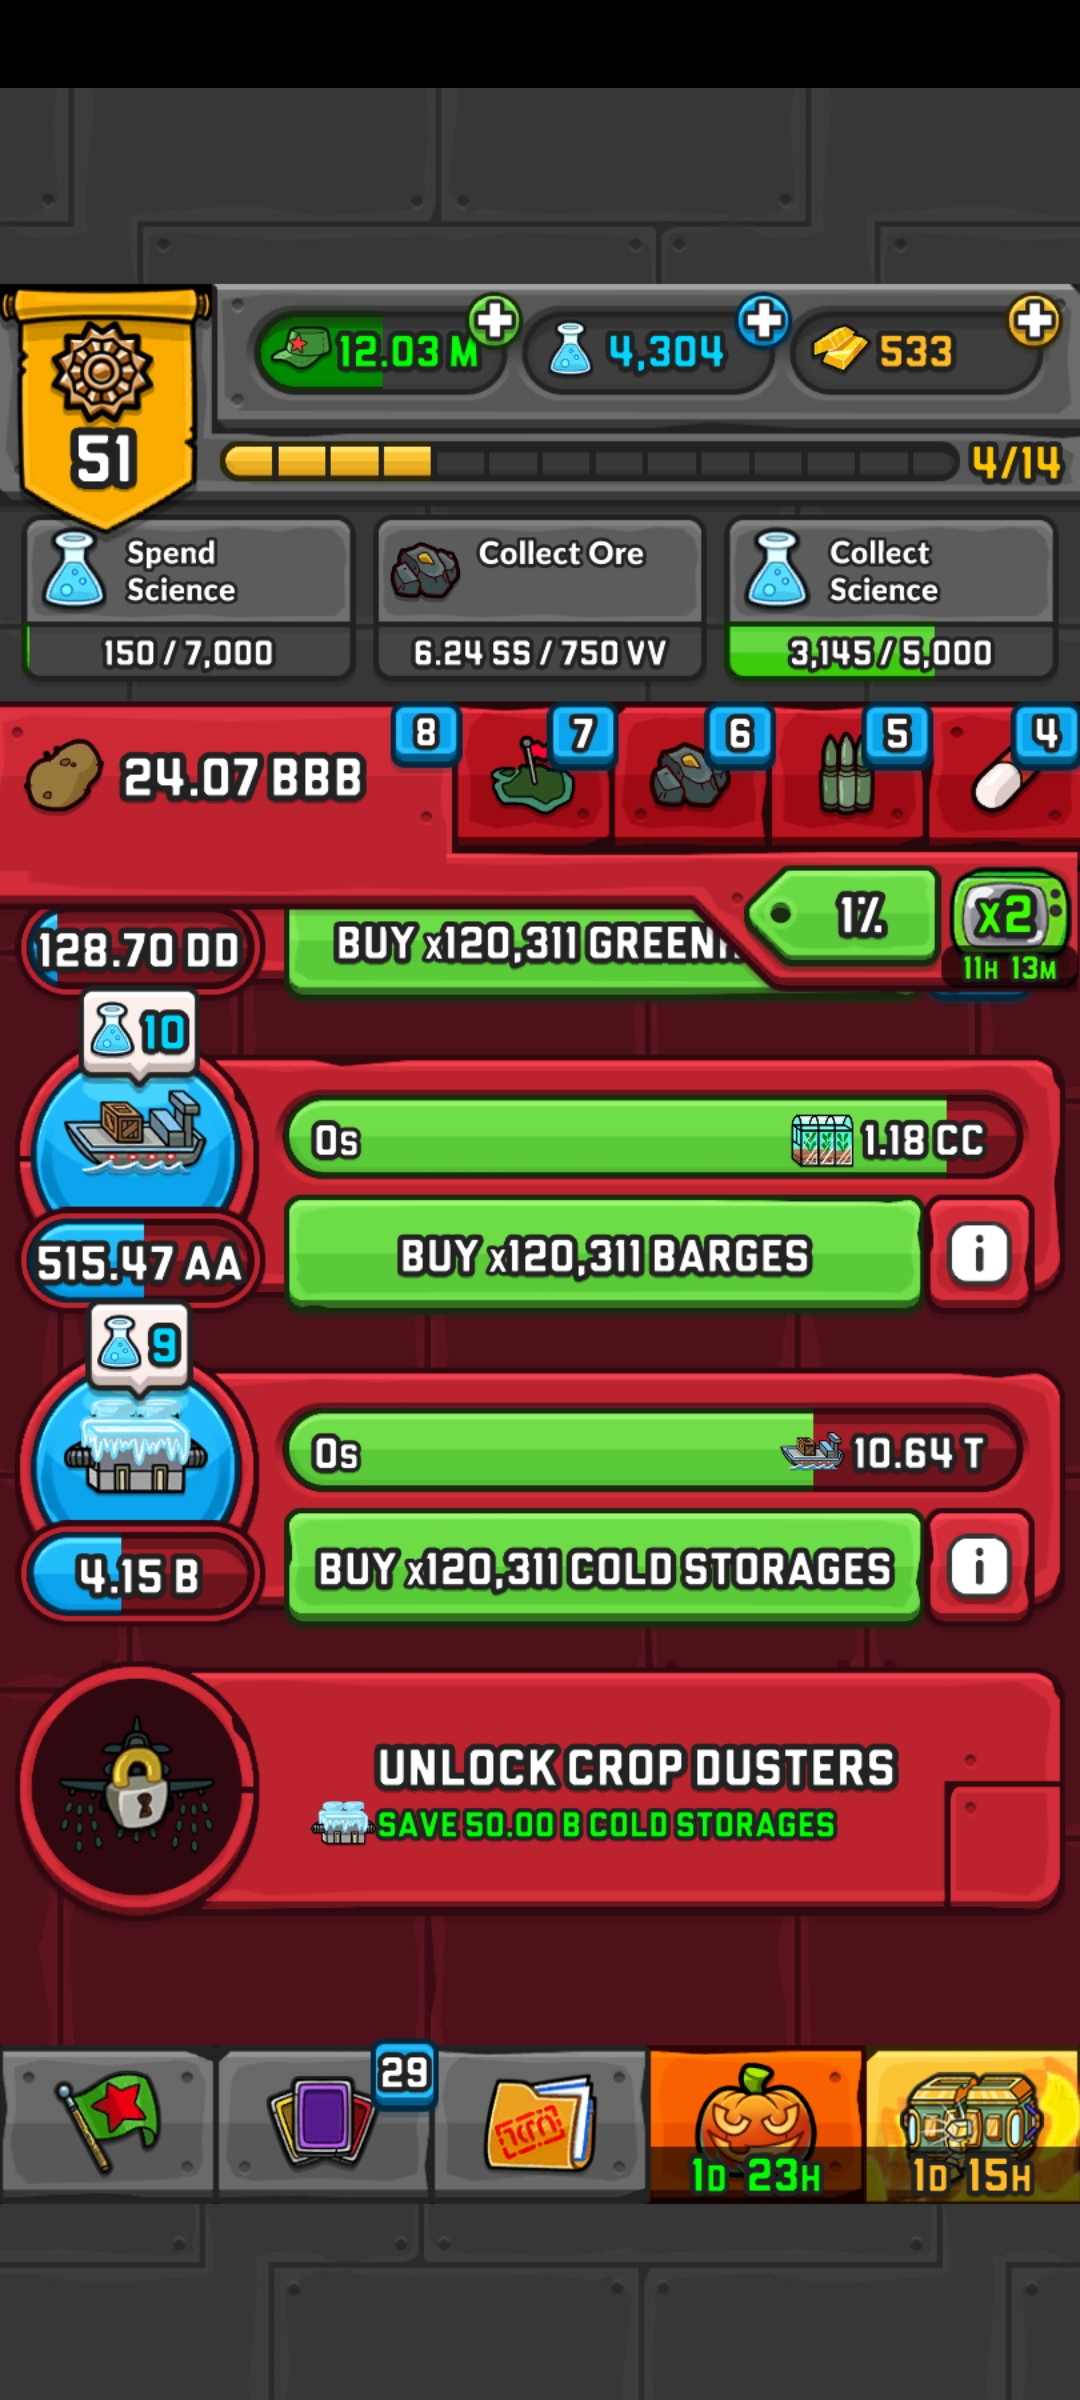 12.03 M
4,304
533
51
4/14
Spend
Science
150 / 7,000
Collect Ore
6.24 SS / 750 VV
Collect
Science
3,145 / 5,000
24.07 BBB
8
7
6
5
4
1%
x2
11H 13M
128.70 DD
BUY x120,311
10
0s
1.18 CC
515.47 AA
BUY x120,311 BARGES
i
9
0s
10.64 T
4.15 B
BUY x120,311 COLD STORAGES
i
UNLOCK CROP DUSTERS
SAVE 50.00 B COLD STORAGES
29
1D 23H
1D 15H